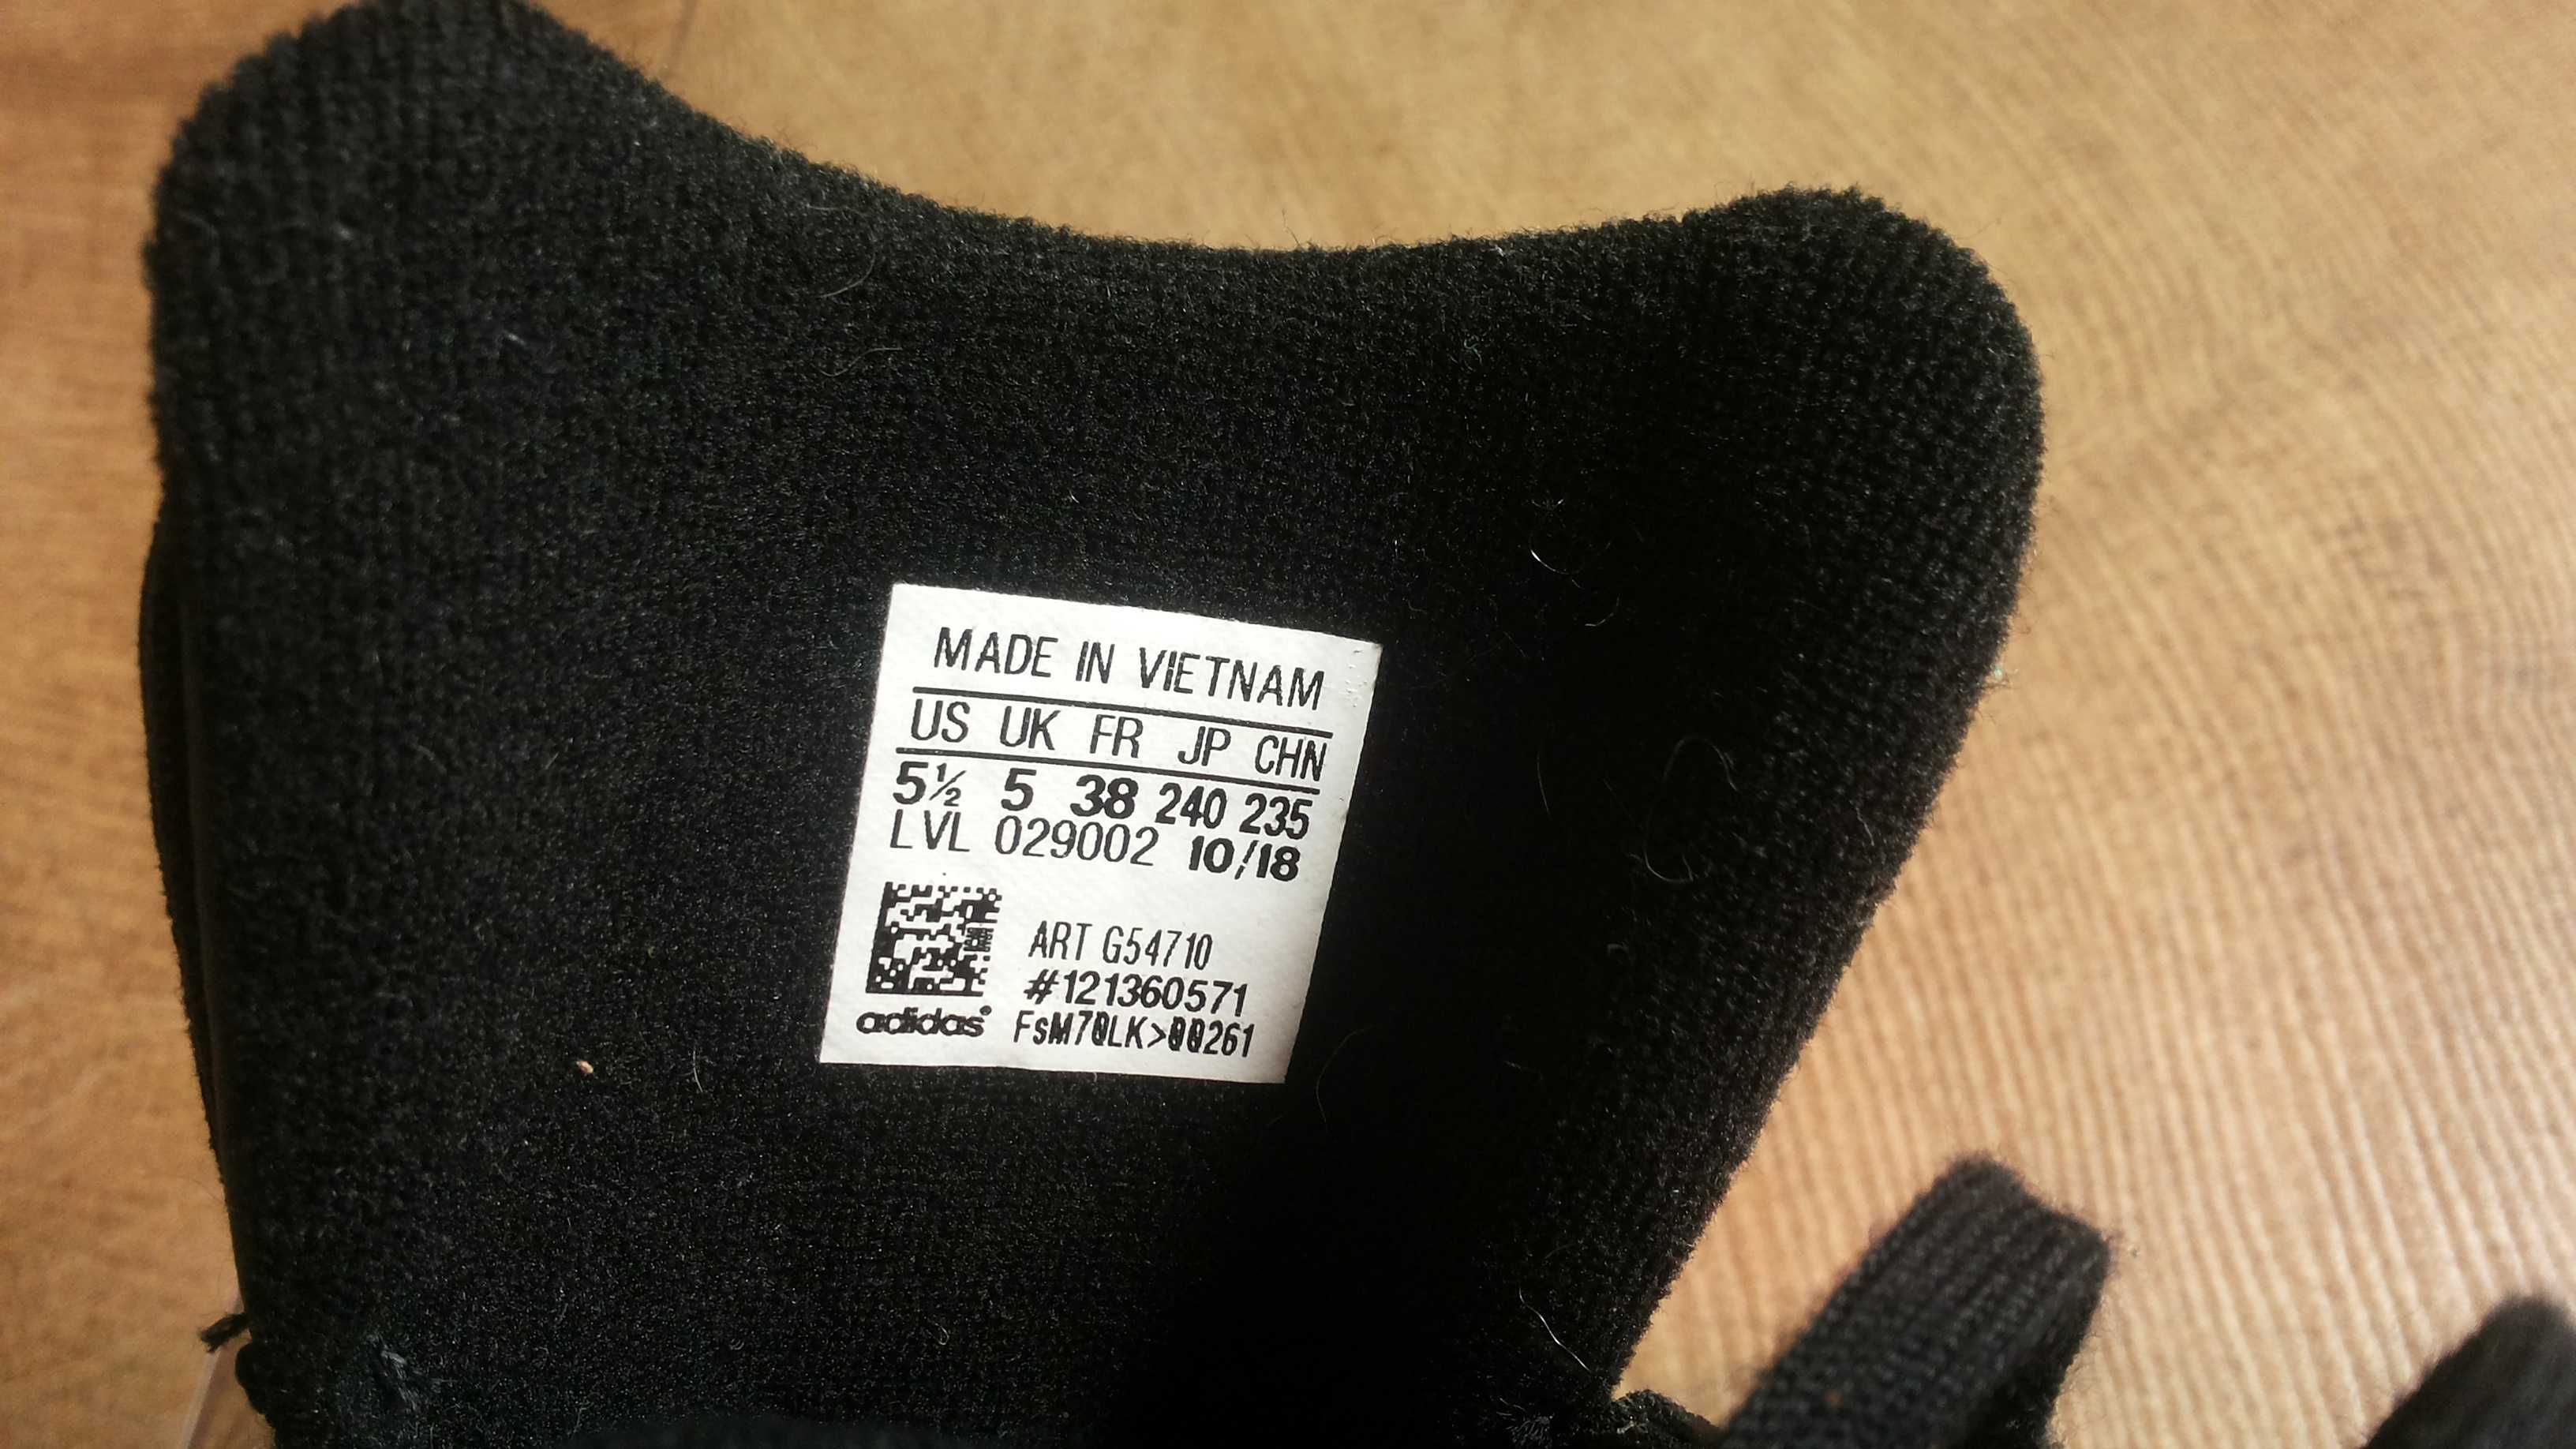 MADE IN VIETNAM
US UK FR JP CHN
5½ 5 38 240 235
LVL 029002 10/18
ART G54710
#121360571
adidas® FsM70LK>00261